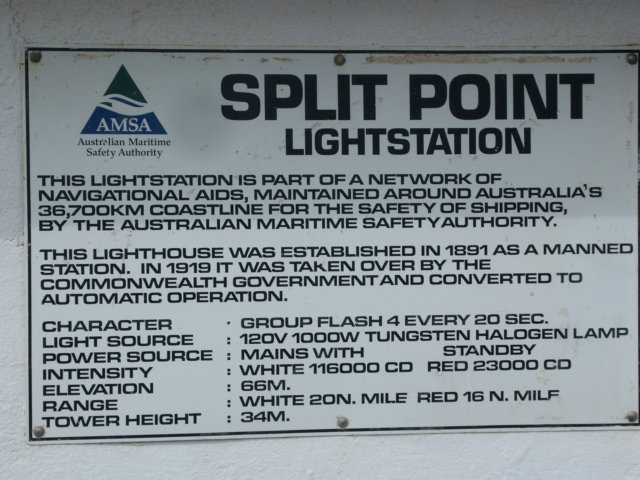 AMSA
Australian Maritime
Safety Authority
SPLIT POINT
LIGHTSTATION
THIS LIGHTSTATION IS PART OF A NETWORK OF
NAVIGATIONAL AIDS, MAINTAINED AROUND AUSTRALIA'S
36,700KM COASTLINE FOR THE SAFETY OF SHIPPING,
BY THE AUSTRALIAN MARITIME SAFETY AUTHORITY.
THIS LIGHTHOUSE WAS ESTABLISHED IN 1891 AS A MANNED
STATION. IN 1919 IT WAS TAKEN OVER BY THE
COMMONWEALTH GOVERNMENT AND CONVERTED TO
AUTOMATIC OPERATION.
CHARACTER : GROUP FLASH 4 EVERY 20 SEC.
LIGHT SOURCE : 120V 1000W TUNGSTEN HALOGEN LAMP
POWER SOURCE : MAINS WITH STANDBY
INTENSITY : WHITE 116000 CD RED 23000 CD
ELEVATION : 66M.
RANGE : WHITE 20N. MILE RED 16 N. MILE
TOWER HEIGHT : 34M.